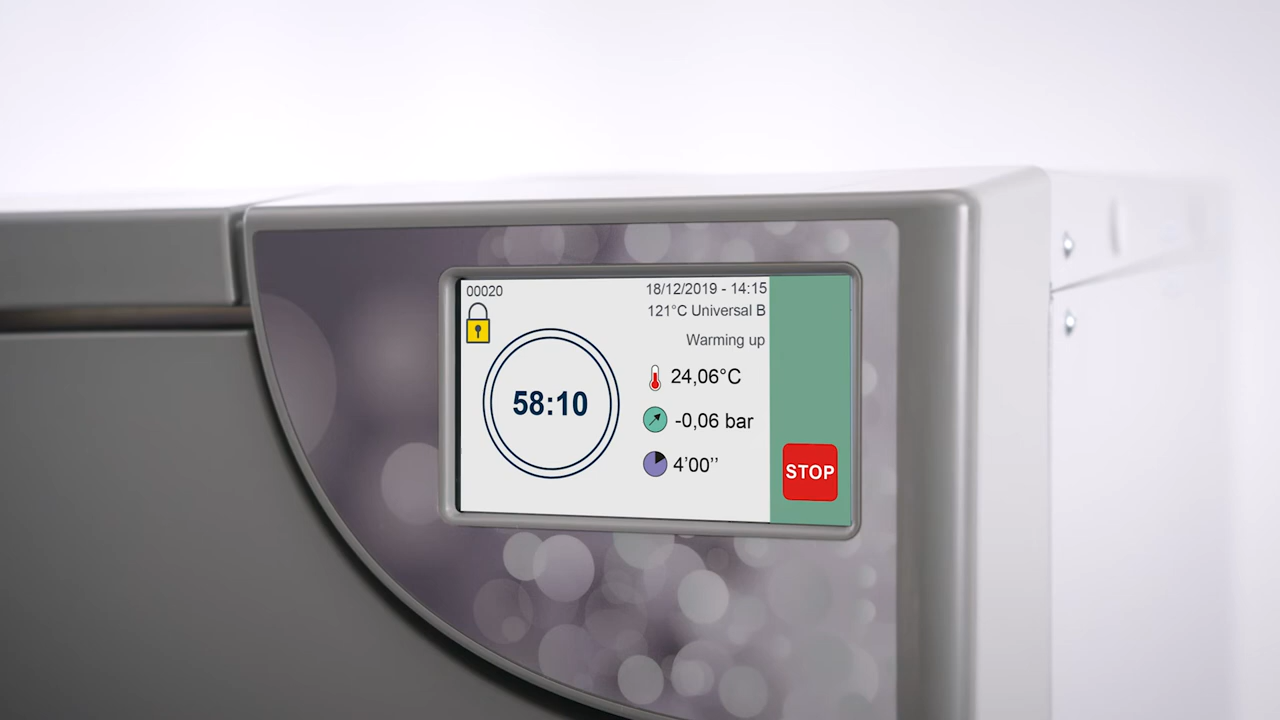 00020
18/12/2019 - 14:15
121°C Universal B
Warming up
58:10
24,06°C
-0,06 bar
4’00’’
STOP